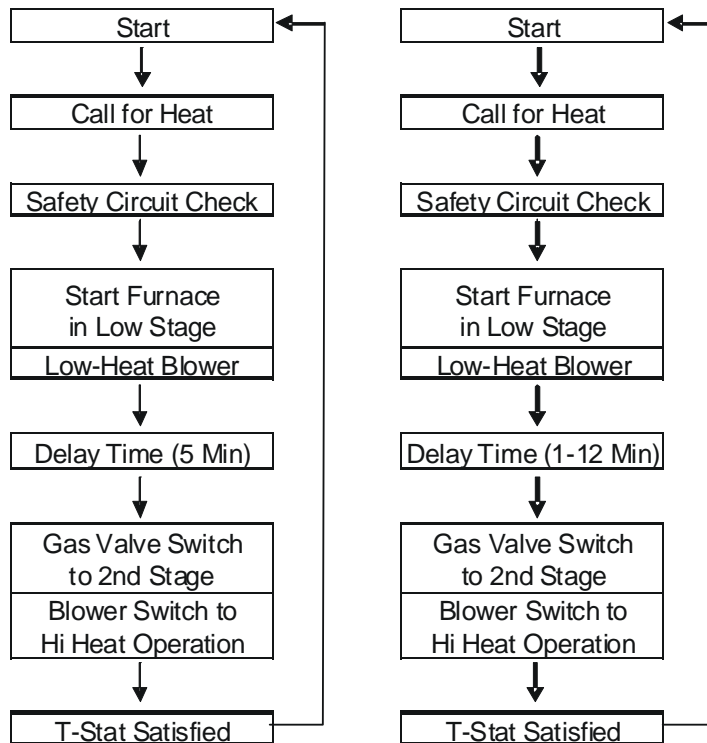 Start
Call for Heat
Safety Circuit Check
Start Furnace
in Low Stage
Low-Heat Blower
Delay Time (5 Min)
Gas Valve Switch
to 2nd Stage
Blower Switch to
Hi Heat Operation
T-Stat Satisfied
Start
Call for Heat
Safety Circuit Check
Start Furnace
in Low Stage
Low-Heat Blower
Delay Time (1-12 Min)
Gas Valve Switch
to 2nd Stage
Blower Switch to
Hi Heat Operation
T-Stat Satisfied